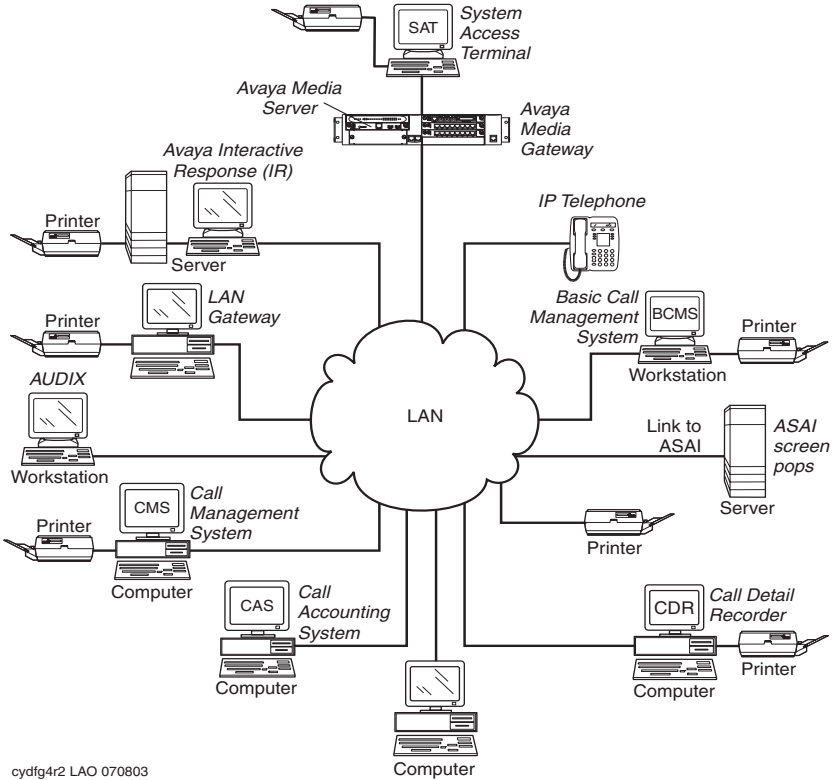 SAT
System
Access
Terminal
Avaya Media
Server
Avaya
Media
Gateway
Avaya Interactive
Response (IR)
Printer
Server
IP Telephone
LAN
Gateway
Printer
Basic Call
Management
System
BCMS
Printer
Workstation
AUDIX
Workstation
LAN
Link to
ASAI
ASAI
screen
pops
Server
CMS
Call
Management
System
Printer
Computer
Printer
CAS
Call
Accounting
System
Computer
CDR
Call Detail
Recorder
Computer
Printer
Computer
cydfg4r2 LAO 070803